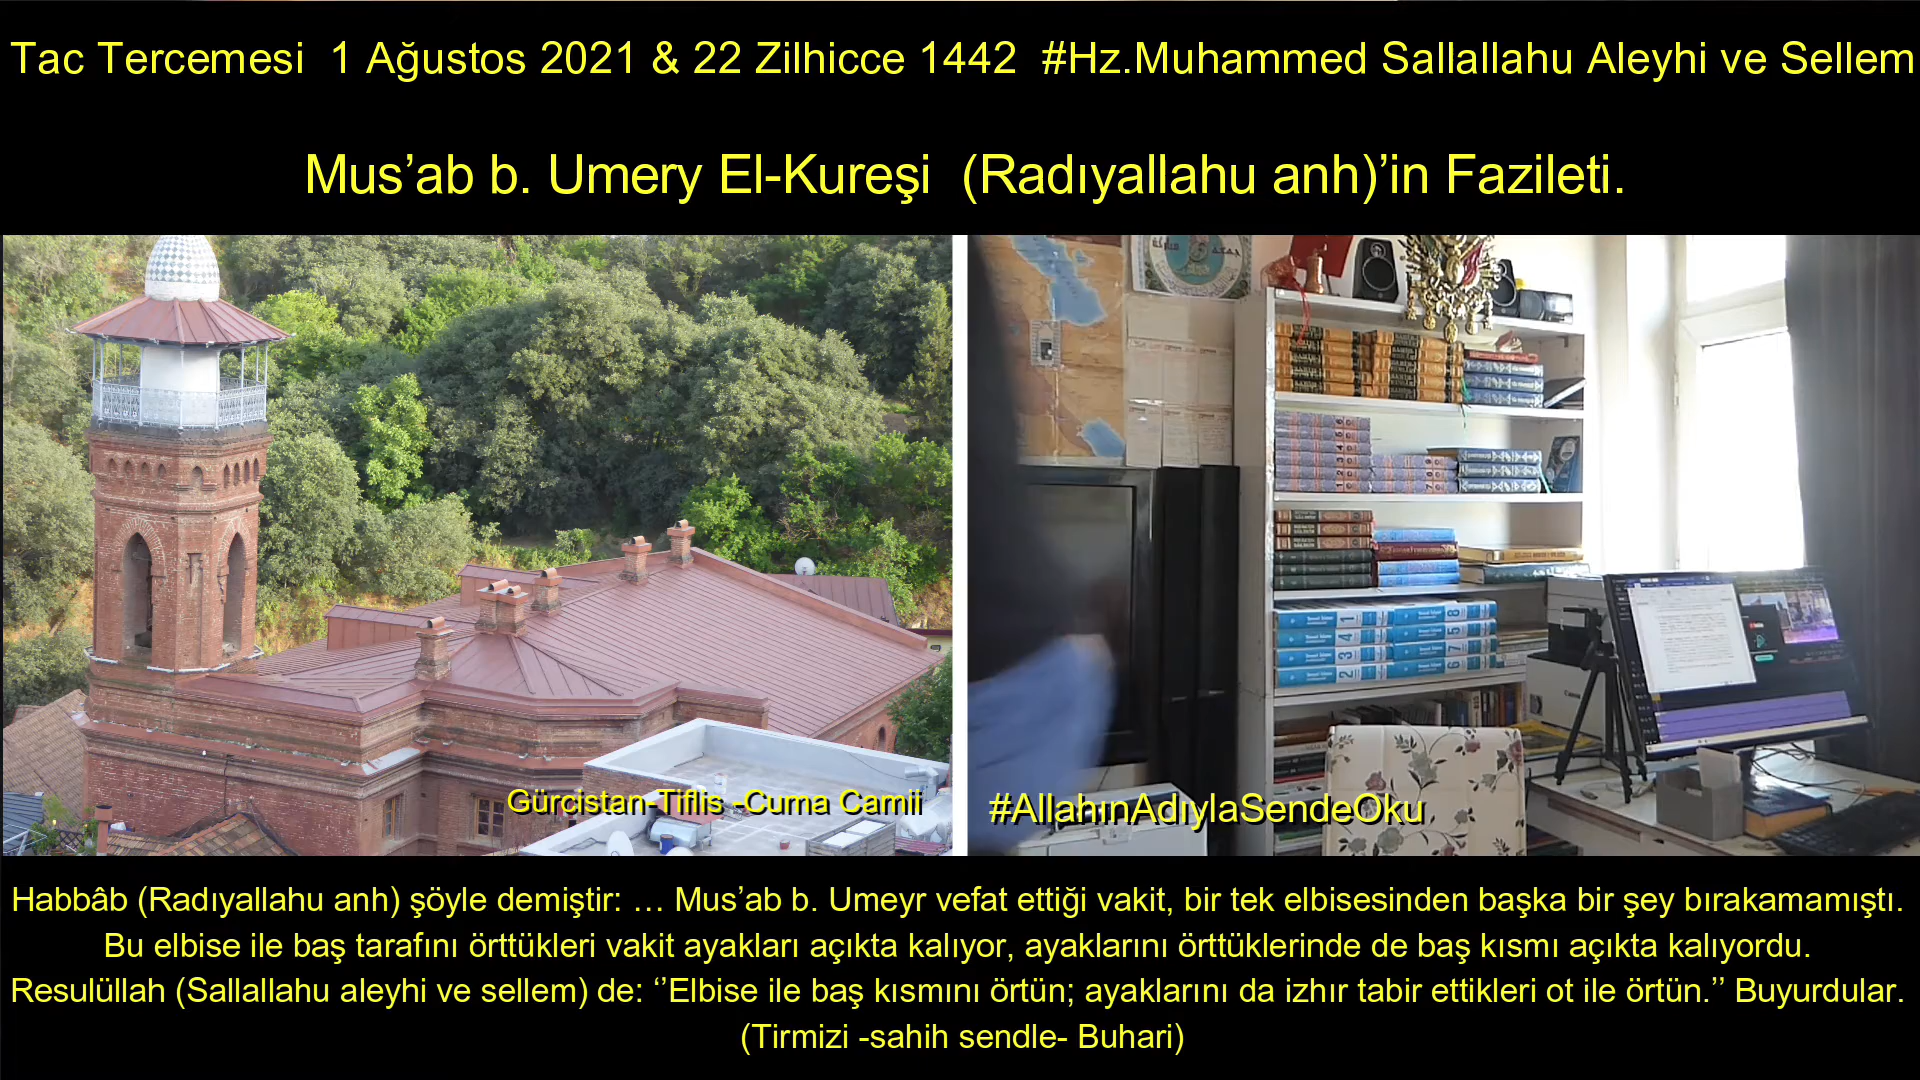 Tac Tercemesi 1 Ağustos 2021 & 22 Zilhicce 1442 #Hz.Muhammed Sallallahu Aleyhi ve Sellem
Mus’ab b. Umery El-Kureşi (Radıyallahu anh)’in Fazileti.
Gürcistan-Tiflis -Cuma Camii
#AllahınAdıylaSendeOku
Canon
Habbâb (Radıyallahu anh) şöyle demiştir: … Mus’ab b. Umeyr vefat ettiği vakit, bir tek elbisesinden başka bir şey bırakamamıştı.
Bu elbise ile baş tarafını örttükleri vakit ayakları açıkta kalıyor, ayaklarını örttüklerinde de baş kısmı açıkta kalıyordu.
Resulüllah (Sallallahu aleyhi ve sellem) de: ‘’Elbise ile baş kısmını örtün; ayaklarını da izhır tabir ettikleri ot ile örtün.’’ Buyurdular.
(Tirmizi -sahih sendle- Buhari)